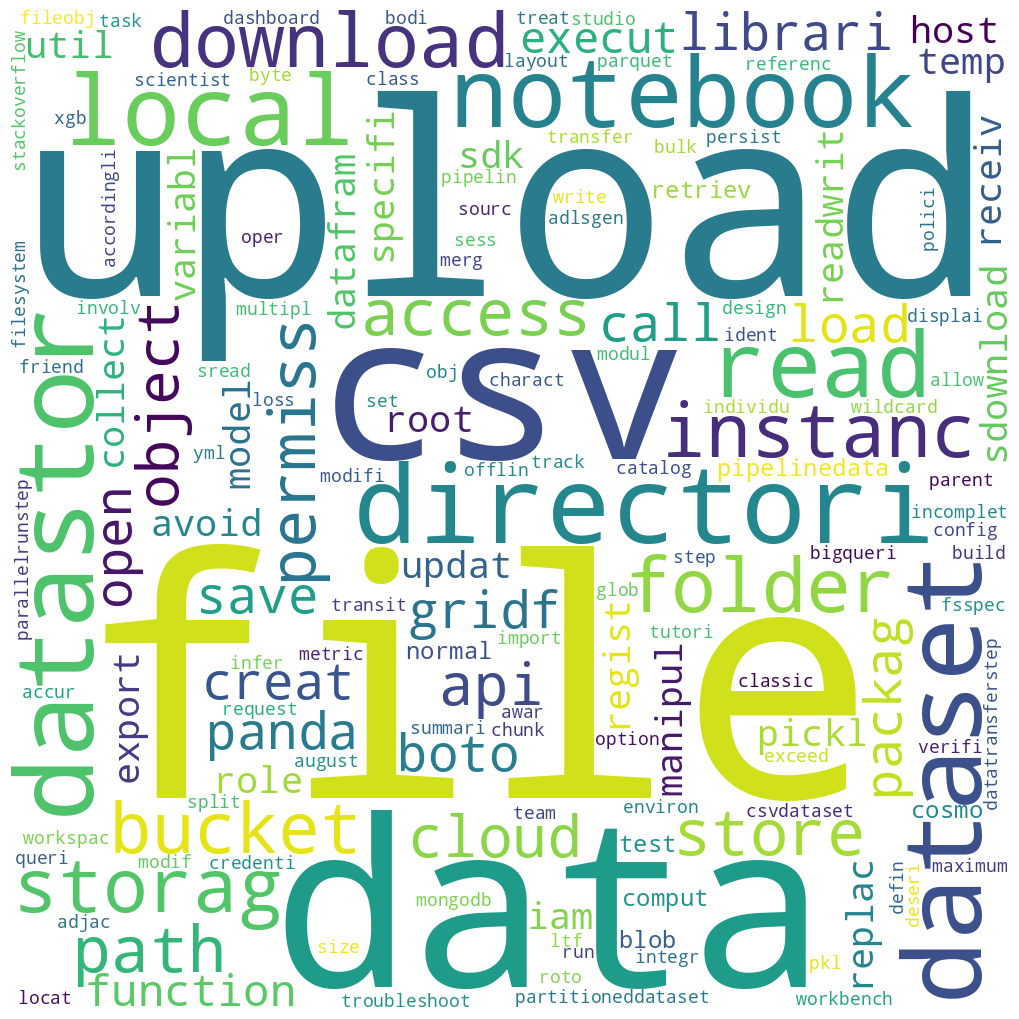 fileobj
task
dashboard
bodi
treat
studio
download
util
execut
librari
host
stackoverflow
scientist
byte
class
layout
parquet
referenc
temp
local
notebook
xgb
upload
accordingli
variabl
datafram
specifi
sdk
transfer
bulk
persist
readwrit
receiv
pipelin
write
retriev
sourc
adlsgen
polici
oper
sess
merg
filesystem
involv
multipl
access
call
design
load
displai
friend
datastor
collect
object
permiss
sread
csv
modul
ident
read
allow
sdownload
model
loss
obj
charact
set
root
individu
wildcard
instanc
yml
modifi
offlin
track
catalog
pipelinedata
parent
parallelrunstep
open
avoid
directori
incomplet
config
file
updat
step
bigqueri
build
dataset
save
transit
gridf
glob
folder
fsspec
import
tutori
export
infer
metric
normal
regist
manipul
packag
accur
creat
api
classic
request
awar
panda
summari
chunk
option
pickl
verifi
datatransferstep
august
boto
exceed
role
split
team
environ
csvdataset
cosmo
workspac
bucket
cloud
test
store
queri
modif
credenti
data
replac
defin
deseri
maximum
storag
mongodb
iam
comput
adjac
path
size
ltf
run
blob
integr
pkl
locat
function
troubleshoot
roto
partitioneddataset
workbench